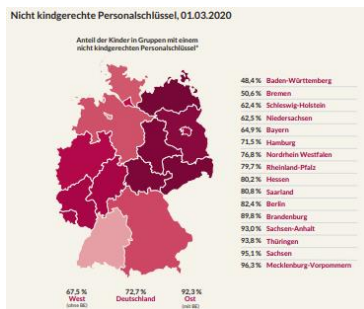 Nicht kindgerechte Personalschlüssel, 01.03.2020
Anteil der Kinder in Gruppen mit einem
nicht kindgerechten Personalschlüssel*
48,4 % Baden-Württemberg
50,6 % Bremen
62,4 % Schleswig-Holstein
62,5 % Niedersachsen
64,9 % Bayern
71,5 % Hamburg
76,8 % Nordrhein Westfalen
79,7 % Rheinland-Pfalz
80,2 % Hessen
80,8 % Saarland
82,4 % Berlin
89,8 % Brandenburg
93,0 % Sachsen-Anhalt
93,8 % Thüringen
95,1 % Sachsen
96,3 % Mecklenburg-Vorpommern
67,5 % 72,7 % 92,3 %
West Deutschland Ost
(ohne BE) (mit BE)